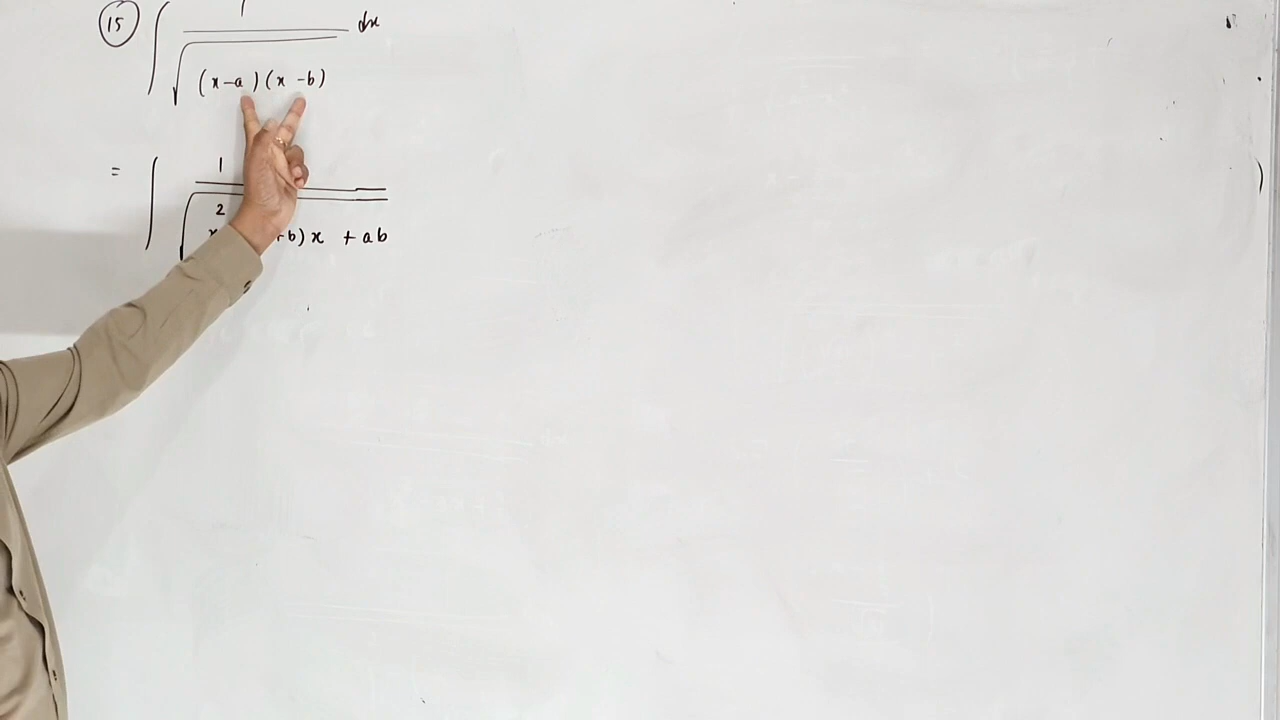 15 ∫ 1
dx
√(x-a)(x-b)
= ∫ 1
√x² +b)x + ab